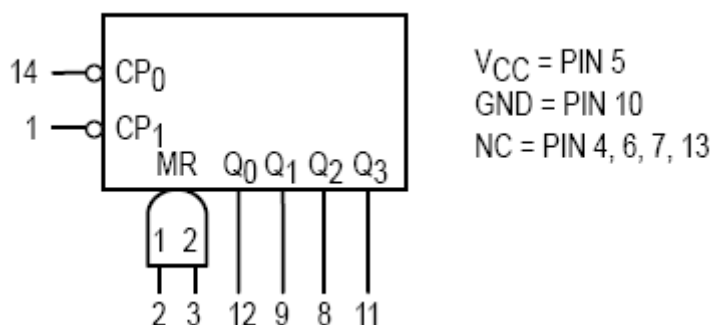 14 CP0
1 CP1
MR Q0 Q1 Q2 Q3
1 2
2 3 12 9 8 11
VCC = PIN 5
GND = PIN 10
NC = PIN 4, 6, 7, 13